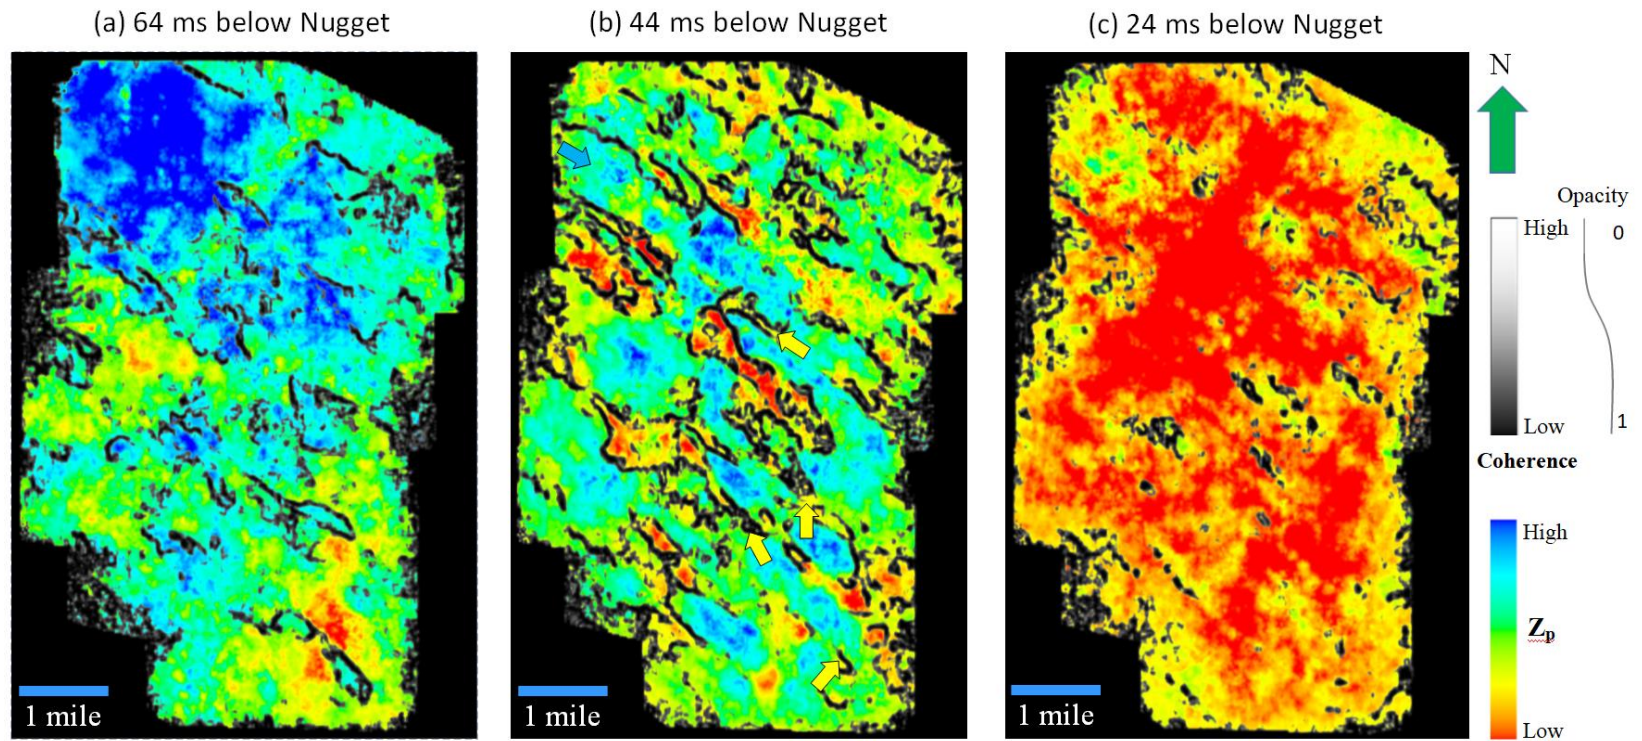 (a) 64 ms below Nugget
(b) 44 ms below Nugget
(c) 24 ms below Nugget
N
Opacity
High
0
Low
1
Coherence
High
Zp
Low
1 mile
1 mile
1 mile